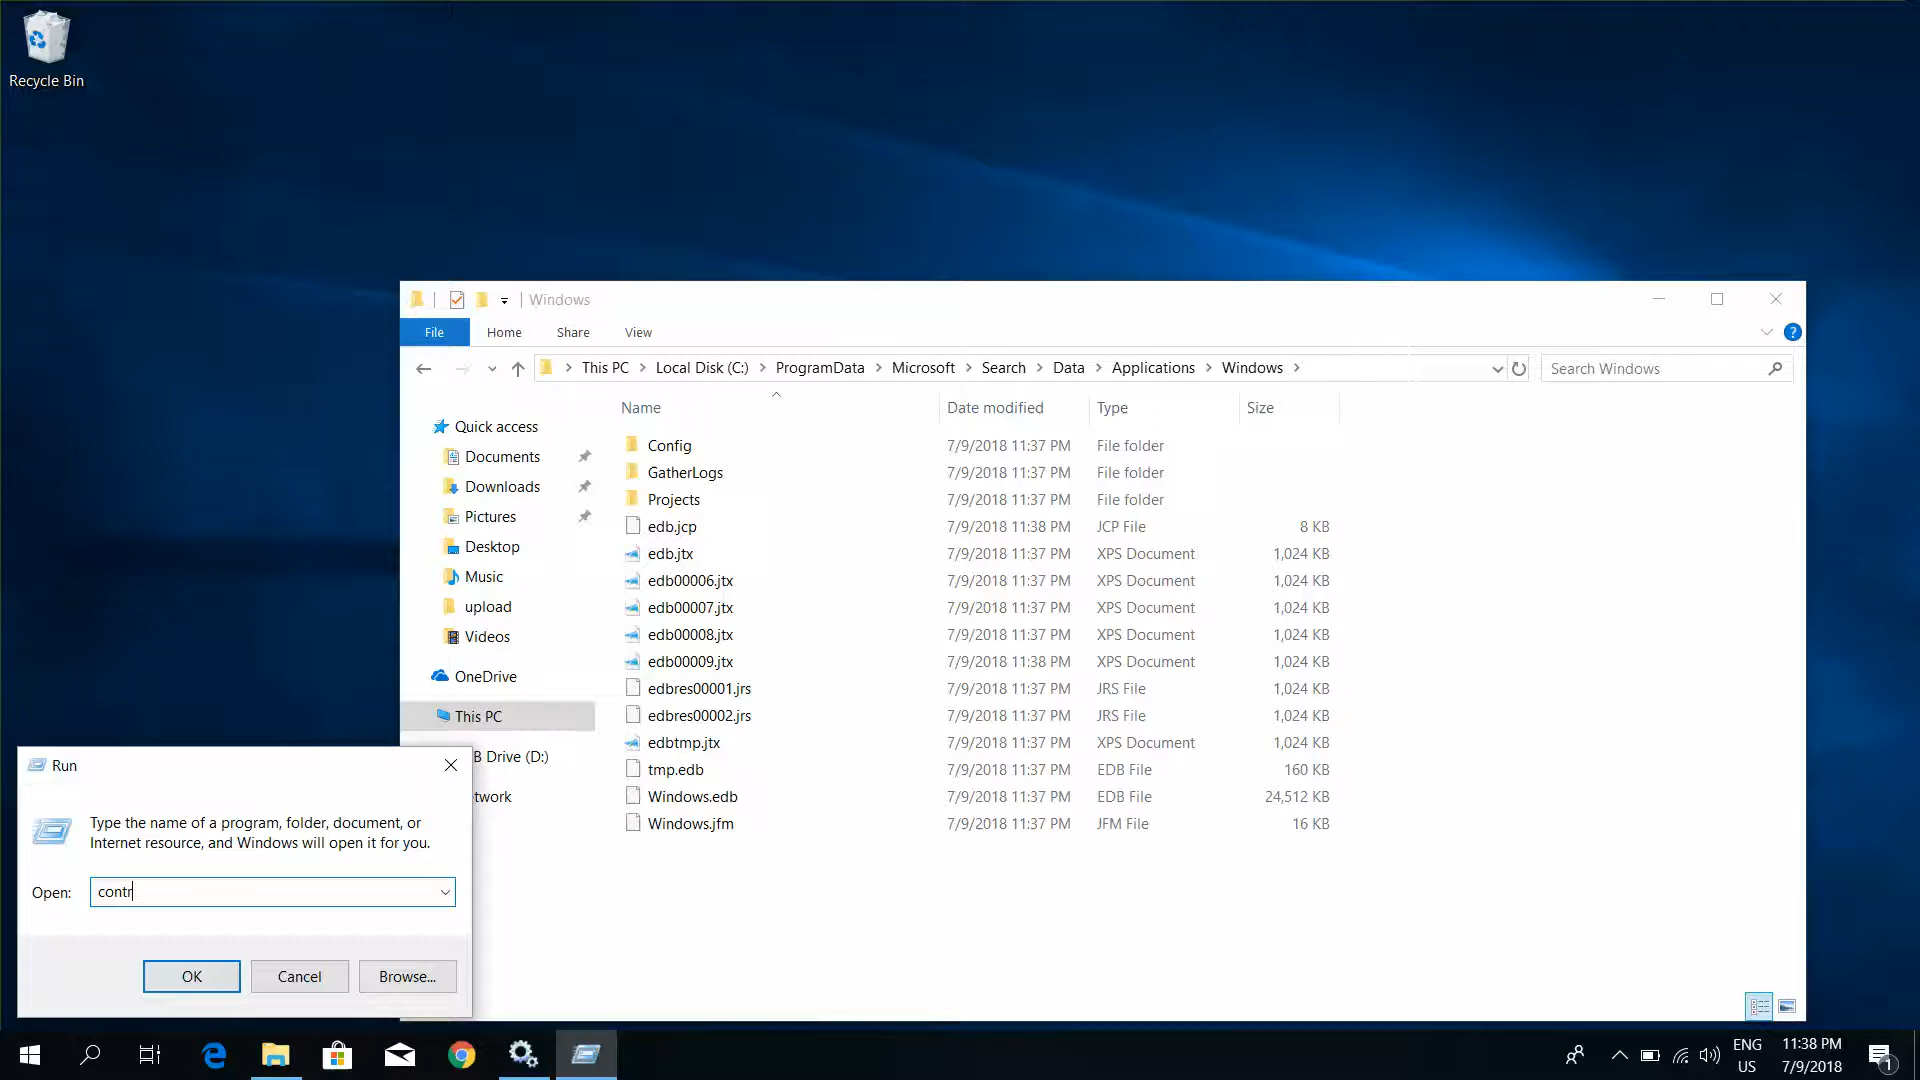 Recycle Bin
Windows
File Home Share View
This PC Local Disk (C:) ProgramData Microsoft Search Data Applications Windows
Search Windows
Name Date modified Type Size
Quick access
Documents
Downloads
Pictures
Desktop
Music
upload
Videos
OneDrive
This PC
B Drive (D:)
twork
Config 7/9/2018 11:37 PM File folder
GatherLogs 7/9/2018 11:37 PM File folder
Projects 7/9/2018 11:37 PM File folder
edb.jcp 7/9/2018 11:38 PM JCP File 8 KB
edb.jtx 7/9/2018 11:37 PM XPS Document 1,024 KB
edb00006.jtx 7/9/2018 11:37 PM XPS Document 1,024 KB
edb00007.jtx 7/9/2018 11:37 PM XPS Document 1,024 KB
edb00008.jtx 7/9/2018 11:37 PM XPS Document 1,024 KB
edb00009.jtx 7/9/2018 11:38 PM XPS Document 1,024 KB
edbres00001.jrs 7/9/2018 11:37 PM JRS File 1,024 KB
edbres00002.jrs 7/9/2018 11:37 PM JRS File 1,024 KB
edbtmp.jtx 7/9/2018 11:37 PM XPS Document 1,024 KB
tmp.edb 7/9/2018 11:37 PM EDB File 160 KB
Windows.edb 7/9/2018 11:37 PM EDB File 24,512 KB
Windows.jfm 7/9/2018 11:37 PM JFM File 16 KB
Run
Type the name of a program, folder, document, or
Internet resource, and Windows will open it for you.
Open: contr
OK Cancel Browse...
ENG
US
11:38 PM
7/9/2018
1